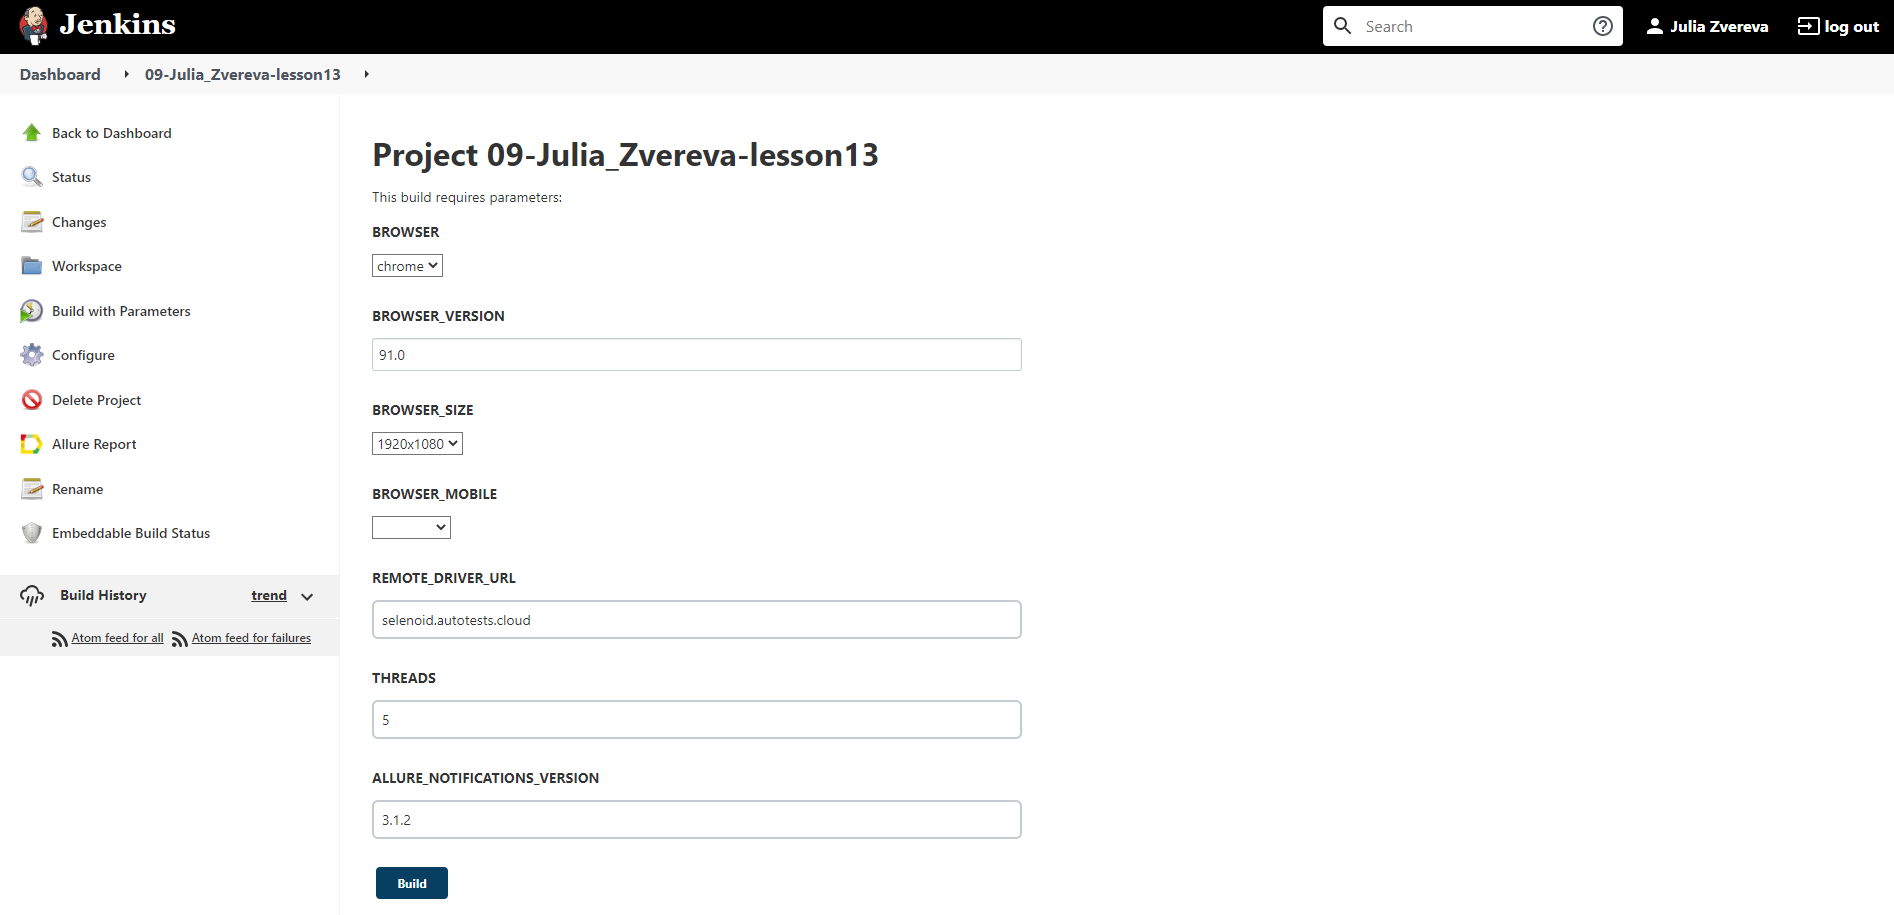 Jenkins
Search
Julia Zvereva
log out
Dashboard
09-Julia_Zvereva-lesson13
Back to Dashboard
Status
Changes
Workspace
Build with Parameters
Configure
Delete Project
Allure Report
Rename
Embeddable Build Status
Build History
trend
Atom feed for all
Atom feed for failures
Project 09-Julia_Zvereva-lesson13
This build requires parameters:
BROWSER
chrome
BROWSER_VERSION
91.0
BROWSER_SIZE
1920x1080
BROWSER_MOBILE
REMOTE_DRIVER_URL
selenoid.autotests.cloud
THREADS
5
ALLURE_NOTIFICATIONS_VERSION
3.1.2
Build